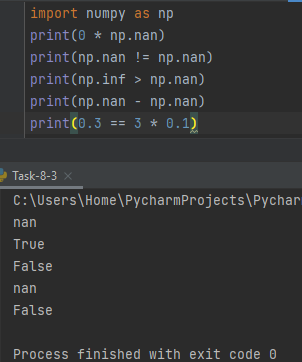 import numpy as np
print(0 * np.nan)
print(np.nan != np.nan)
print(np.inf > np.nan)
print(np.nan - np.nan)
print(0.3 == 3 * 0.1)
Task-8-3 ×
C:\Users\Home\PycharmProjects\Pychar
nan
True
False
nan
False
Process finished with exit code 0